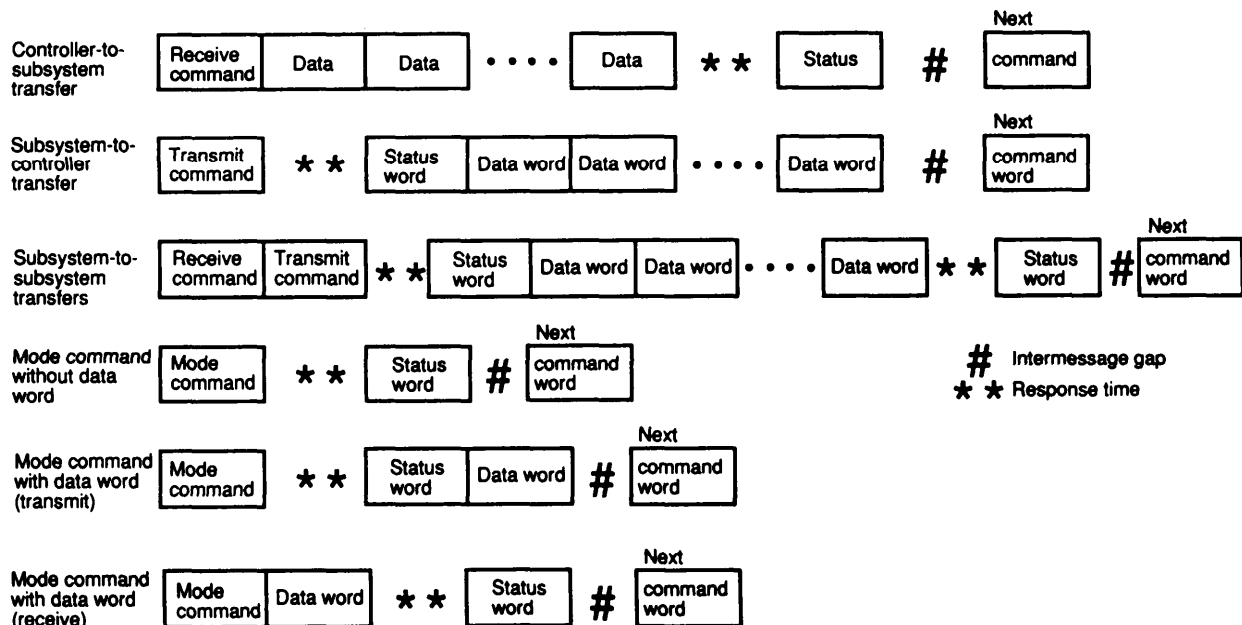 Controller-to-
subsystem
transfer
Receive
command
Data
Data
• • • •
Data
* *
Status
#
Next
command
Subsystem-to-
controller
transfer
Transmit
command
* *
Status
word
Data word
Data word
• • • •
Data word
#
Next
command
word
Subsystem-to-
subsystem
transfers
Receive
command
Transmit
command
* *
Status
word
Data word
Data word
• • • •
Data word
* *
Status
word
#
Next
command
word
Mode command
without data
word
Mode
command
* *
Status
word
#
Next
command
word
# Intermessage gap
* * Response time
Mode command
with data word
(transmit)
Mode
command
* *
Status
word
Data word
#
Next
command
word
Mode command
with data word
(receive)
Mode
command
Data word
* *
Status
word
#
Next
command
word